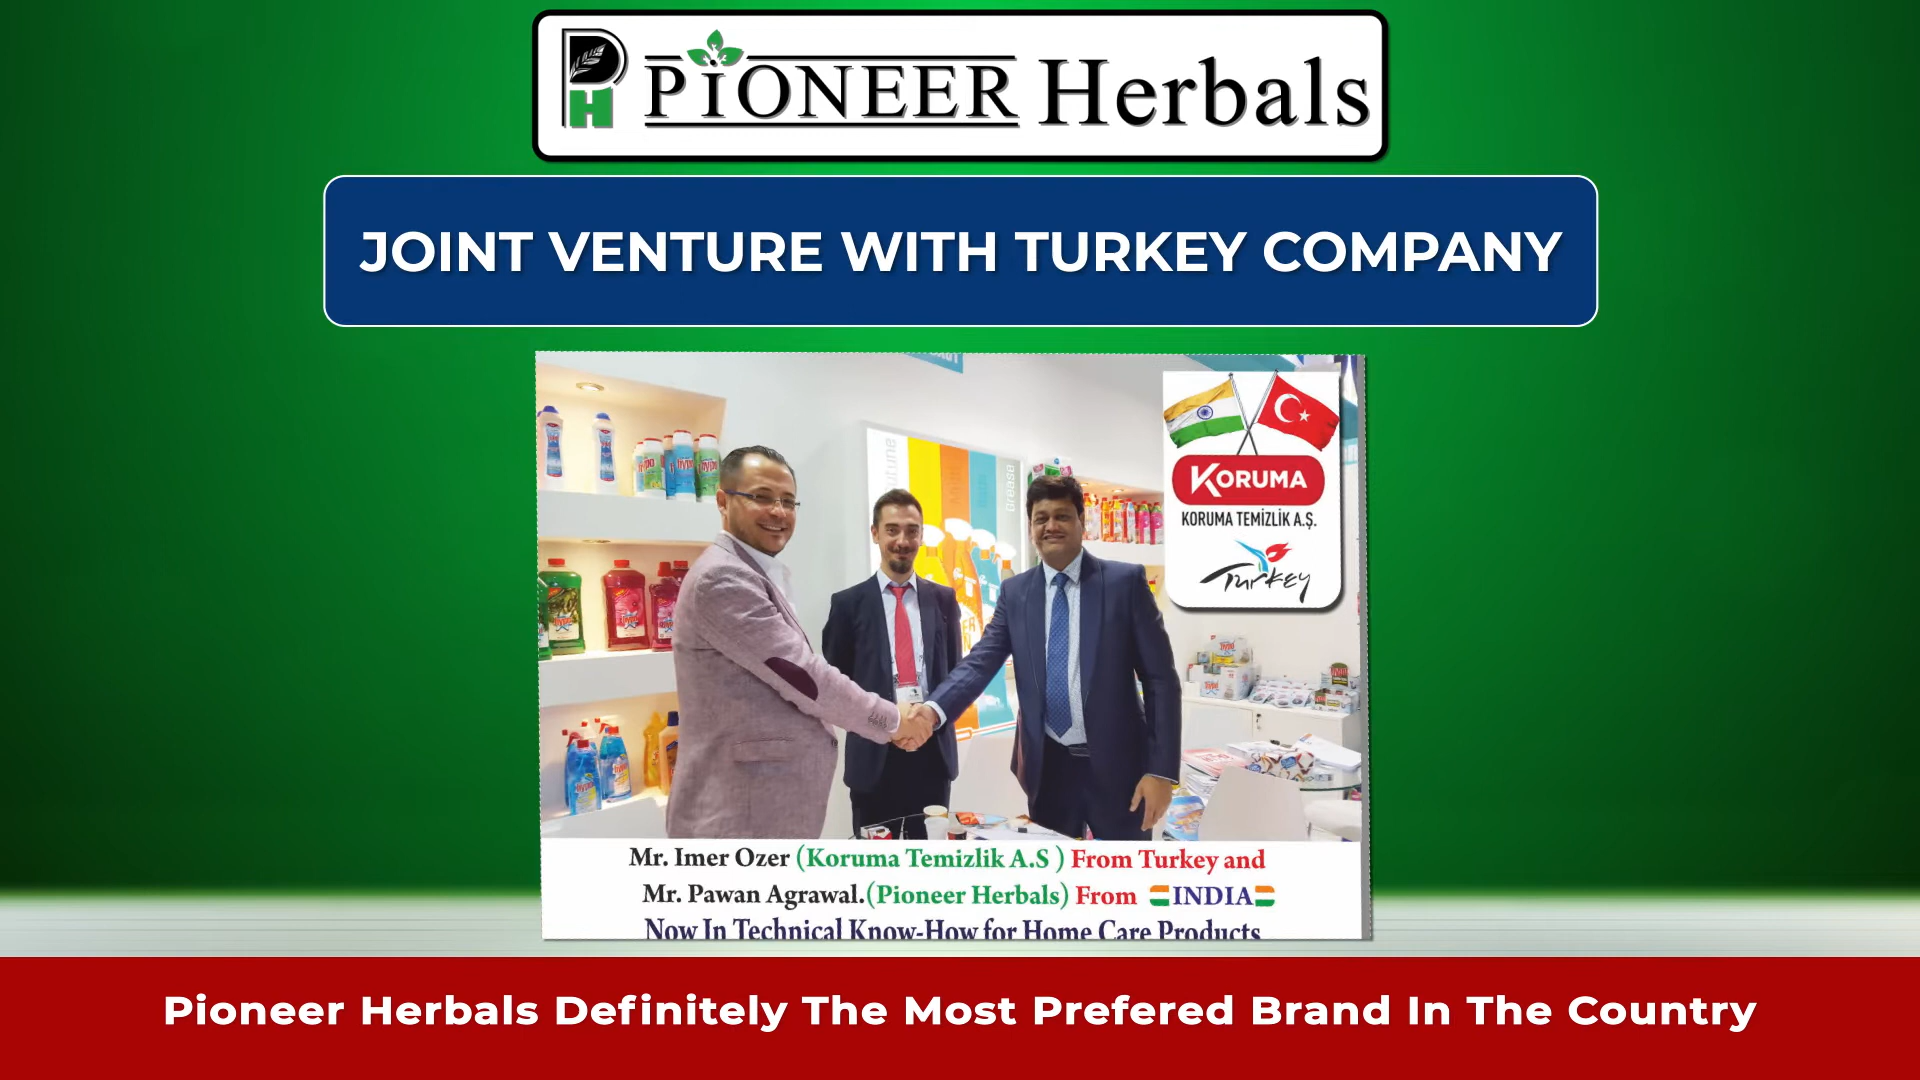 PH PiONEER Herbals
JOINT VENTURE WITH TURKEY COMPANY
KORUMA
KORUMA TEMİZLİK A.Ş.
Turkey
Mr. Imer Ozer (Koruma Temizlik A.S ) From Turkey and
Mr. Pawan Agrawal.(Pioneer Herbals) From INDIA
Now In Technical Know-How for Home Care Products
Pioneer Herbals Definitely The Most Prefered Brand In The Country